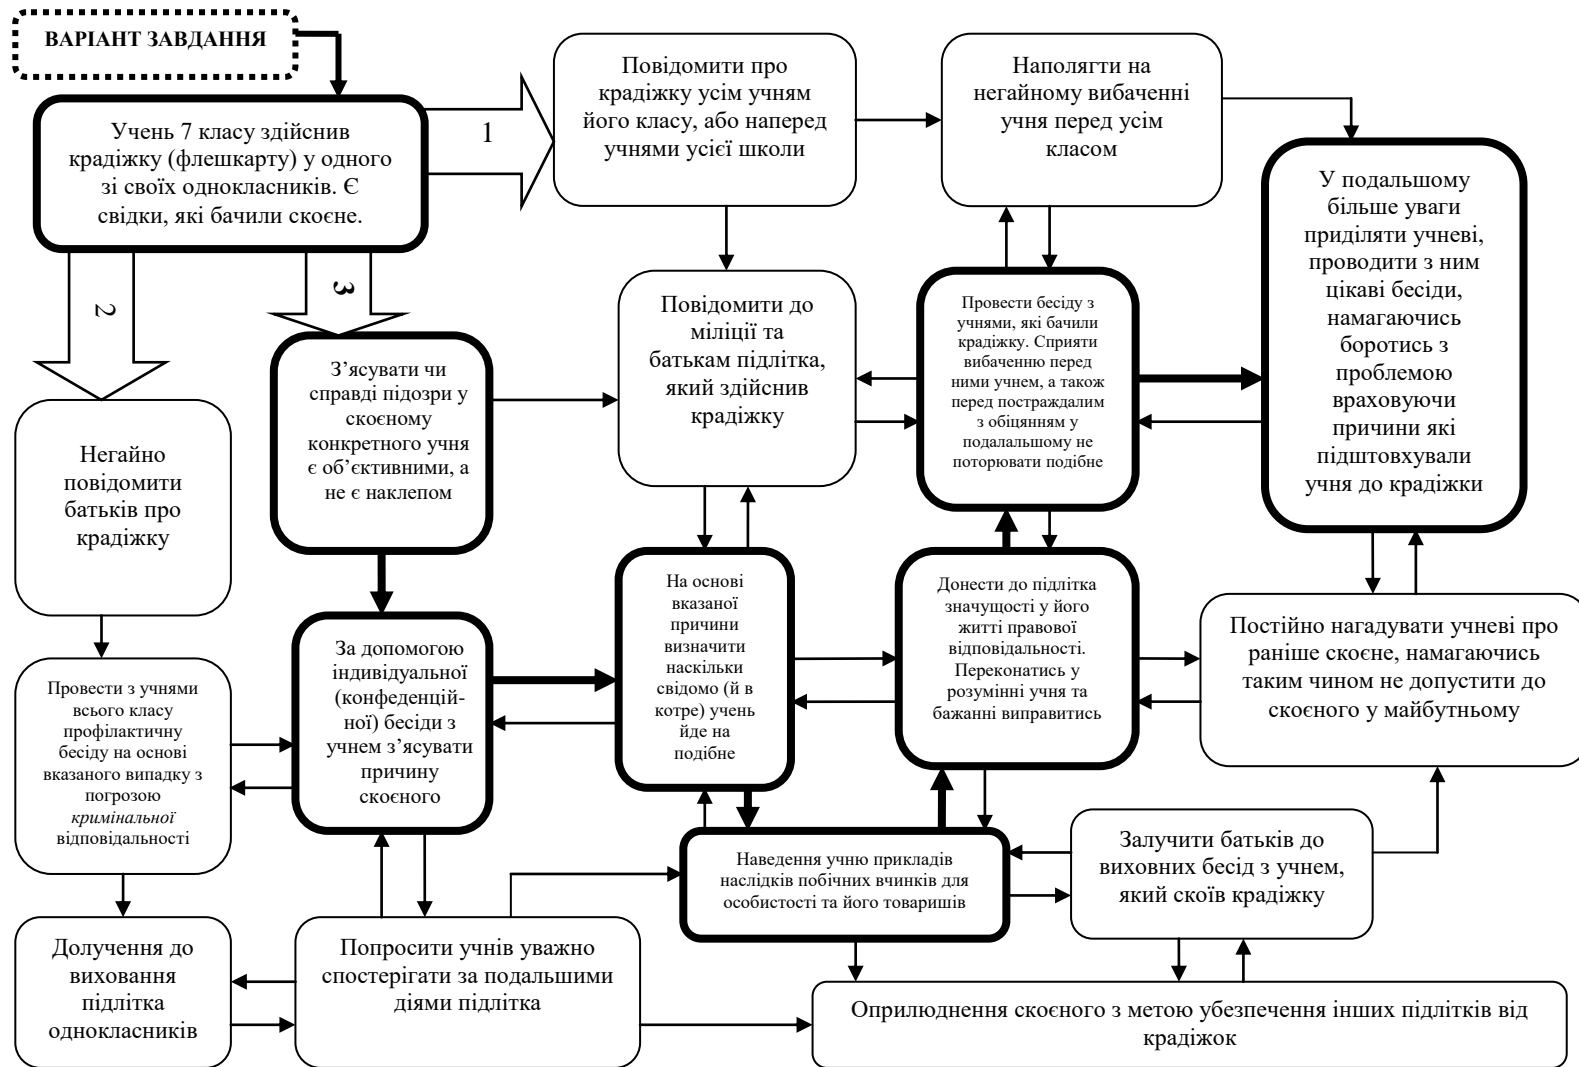 ВАРІАНТ ЗАВДАННЯ
Учень 7 класу здійснив
крадіжку (флешкарту) у одного
зі своїх однокласників. Є
свідки, які бачили скоєне.
1
Повідомити про
крадіжку усім учням
його класу, або наперед
учнями усієї школи
Наполягти на
негайному вибаченні
учня перед усім
класом
У подальшому
більше уваги
приділяти учневі,
проводити з ним
цікаві бесіди,
намагаючись
боротись з
проблемою
враховуючи
причини які
підштовхували
учня до крадіжки
2
3
З’ясувати чи
справді підозри у
скоєному
конкретного учня
є об’єктивними, а
не є наклепом
Повідомити до
міліції та
батькам підлітка,
який здійснив
крадіжку
Провести бесіду з
учнями, які бачили
крадіжку. Сприяти
вибаченню перед
ними учнем, а також
перед постраждалим
з обіцянням у
подалальшому не
поторювати подібне
Негайно
повідомити
батьків про
крадіжку
За допомогою
індивідуальної
(конфеденцій-
ної) бесіди з
учнем з’ясувати
причину
скоєного
На основі
вказаної
причини
визначити
наскільки
свідомо (й в
котре) учень
йде на
подібне
Донести до підлітка
значущості у його
житті правової
відповідальності.
Переконатись у
розумінні учня та
бажанні виправитись
Постійно нагадувати учневі про
раніше скоєне, намагаючись
таким чином не допустити до
скоєного у майбутньому
Провести з учнями
всього класу
профілактичну
бесіду на основі
вказаного випадку з
погрозою
кримінальної
відповідальності
Наведення учню прикладів
наслідків побічних вчинків для
особистості та його товаришів
Залучити батьків до
виховних бесід з учнем,
який скоїв крадіжку
Долучення до
виховання
підлітка
однокласників
Попросити учнів уважно
спостерігати за подальшими
діями підлітка
Оприлюднення скоєного з метою убезпечення інших підлітків від
крадіжок